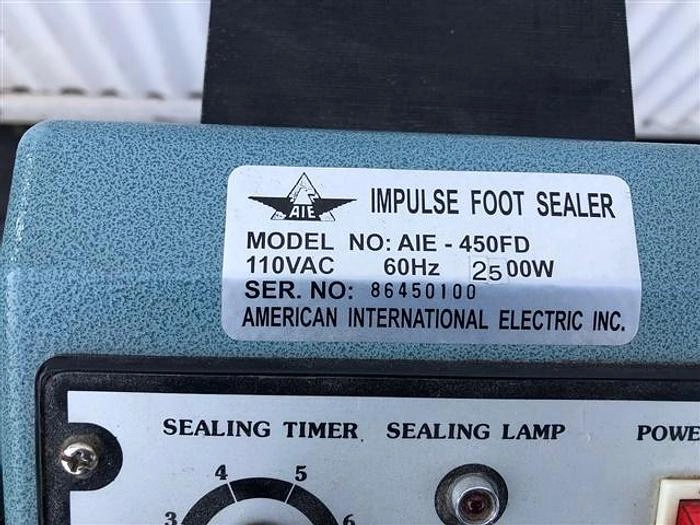 AIE IMPULSE FOOT SEALER
MODEL NO: AIE - 450FD
110VAC 60Hz 2500W
SER. NO: 86450100
AMERICAN INTERNATIONAL ELECTRIC INC.
SEALING TIMER SEALING LAMP POWE
4 5
3 6